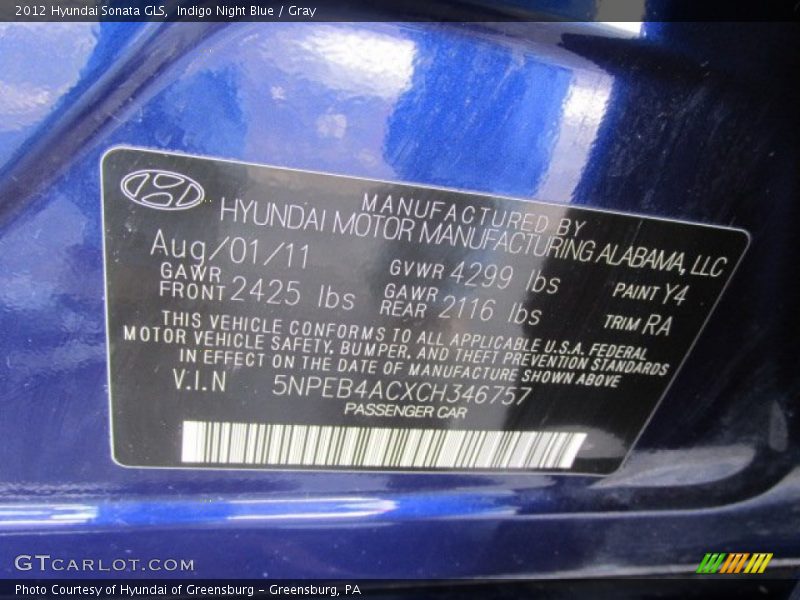 2012 Hyundai Sonata GLS, Indigo Night Blue / Gray
MANUFACTURED BY
HYUNDAI MOTOR MANUFACTURING ALABAMA, LLC
Aug/01/11 GVWR 4299 lbs PAINT Y4
GAWR FRONT 2425 lbs GAWR REAR 2116 lbs TRIM RA
THIS VEHICLE CONFORMS TO ALL APPLICABLE U.S.A. FEDERAL
MOTOR VEHICLE SAFETY, BUMPER, AND THEFT PREVENTION STANDARDS
IN EFFECT ON THE DATE OF MANUFACTURE SHOWN ABOVE
V.I.N 5NPEB4ACXCH346757
PASSENGER CAR
GTCARLOT.COM
Photo Courtesy of Hyundai of Greensburg - Greensburg, PA